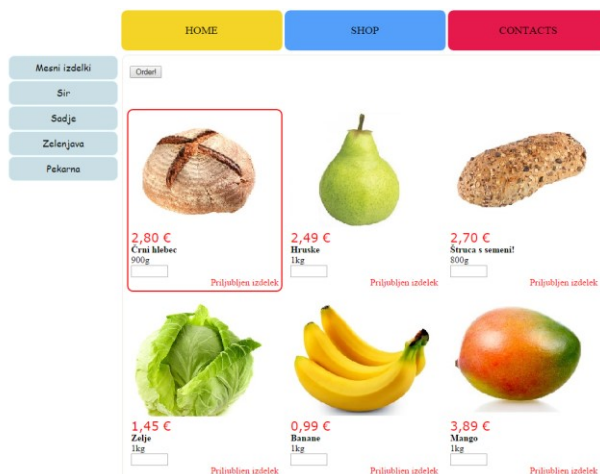 HOME SHOP CONTACTS
Mesni izdelki
Sir
Sadje
Zelenjava
Pekarna
Order!
2,80 €
Črni hlebec
900g
Priljubljen izdelek
2,49 €
Hruske
1kg
Priljubljen izdelek
2,70 €
Štruca s semeni!
800g
Priljubljen izdelek
1,45 €
Zelje
1kg
Priljubljen izdelek
0,99 €
Banane
1kg
Priljubljen izdelek
3,89 €
Mango
1kg
Priljubljen izdelek